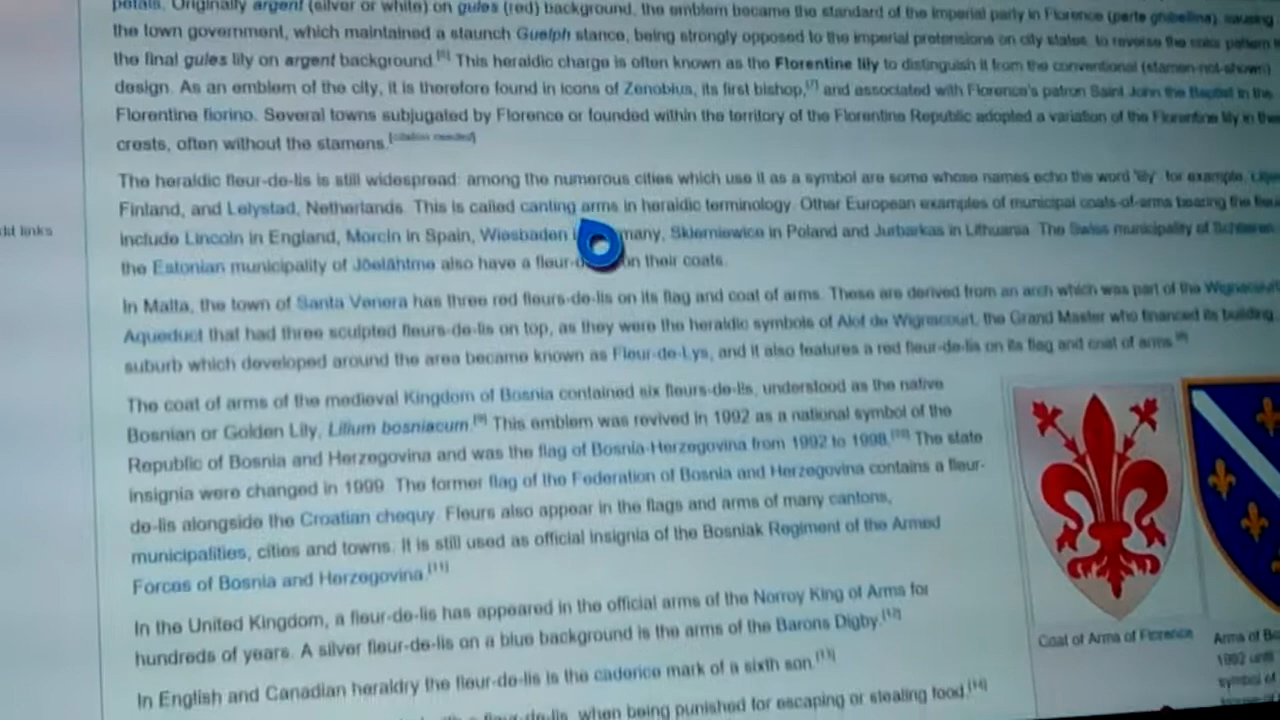 petals. Originally argent (silver or white) on gules (red) background, the emblem became the standard of the imperial party in Florence (parte ghibellina), causing
the town government, which maintained a staunch Guelph stance, being strongly opposed to the imperial pretensions on city states, to reverse the color pattern to
the final gules lily on argent background.[6] This heraldic charge is often known as the Florentine lily to distinguish it from the conventional (stamen-not-shown)
design. As an emblem of the city, it is therefore found in icons of Zenobius, its first bishop,[7] and associated with Florence's patron Saint John the Baptist in the
Florentine fiorino. Several towns subjugated by Florence or founded within the territory of the Florentine Republic adopted a variation of the Florentine lily in the
crests, often without the stamens.[citation needed]
The heraldic fleur-de-lis is still widespread: among the numerous cities which use it as a symbol are some whose names echo the word 'lily', for example,
Finland, and Lelystad, Netherlands. This is called canting arms in heraldic terminology. Other European examples of municipal coats-of-arms bearing the
include Lincoln in England, Morcín in Spain, Wiesbaden many, Skierniewice in Poland and Jurbarkas in Lithuania. The Swiss municipality of
the Estonian municipality of Jõelähtme also have a fleur-d on their coats.
In Malta, the town of Santa Venera has three red fleurs-de-lis on its flag and coat of arms. These are derived from an arch which was part of the Wignacourt
Aqueduct that had three sculpted fleurs-de-lis on top, as they were the heraldic symbols of Alof de Wignacourt, the Grand Master who financed its building.
suburb which developed around the area became known as Fleur-de-Lys, and it also features a red fleur-de-lis on its flag and coat of arms.[8]
The coat of arms of the medieval Kingdom of Bosnia contained six fleurs-de-lis, understood as the native
Bosnian or Golden Lily, Lilium bosniacum.[9] This emblem was revived in 1992 as a national symbol of the
Republic of Bosnia and Herzegovina and was the flag of Bosnia-Herzegovina from 1992 to 1998.[10] The state
insignia were changed in 1999. The former flag of the Federation of Bosnia and Herzegovina contains a fleur-
de-lis alongside the Croatian chequy. Fleurs also appear in the flags and arms of many cantons,
municipalities, cities and towns. It is still used as official insignia of the Bosniak Regiment of the Armed
Forces of Bosnia and Herzegovina.[11]
In the United Kingdom, a fleur-de-lis has appeared in the official arms of the Norroy King of Arms for
hundreds of years. A silver fleur-de-lis on a blue background is the arms of the Barons Digby.[12]
In English and Canadian heraldry the fleur-de-lis is the cadence mark of a sixth son.[13]
fleur-de-lis, when being punished for escaping or stealing food.[14]
links
Coat of Arms of Florence
Arms of
1992 until
symbol of